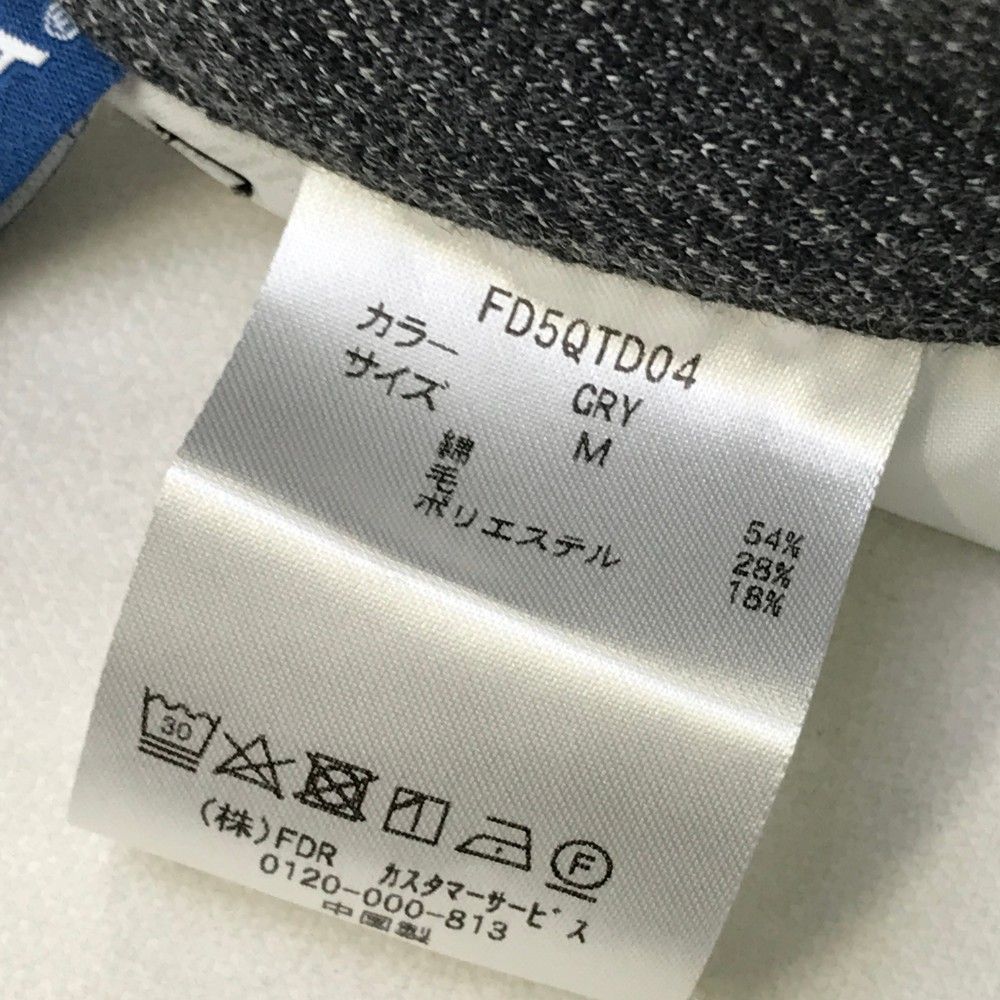 FD5QTD04
カラー GRY
サイズ M
綿 54%
毛 28%
ポリエステル 18%
30
F
(株)FDR カスタマーサービス
0120-000-813
中国製